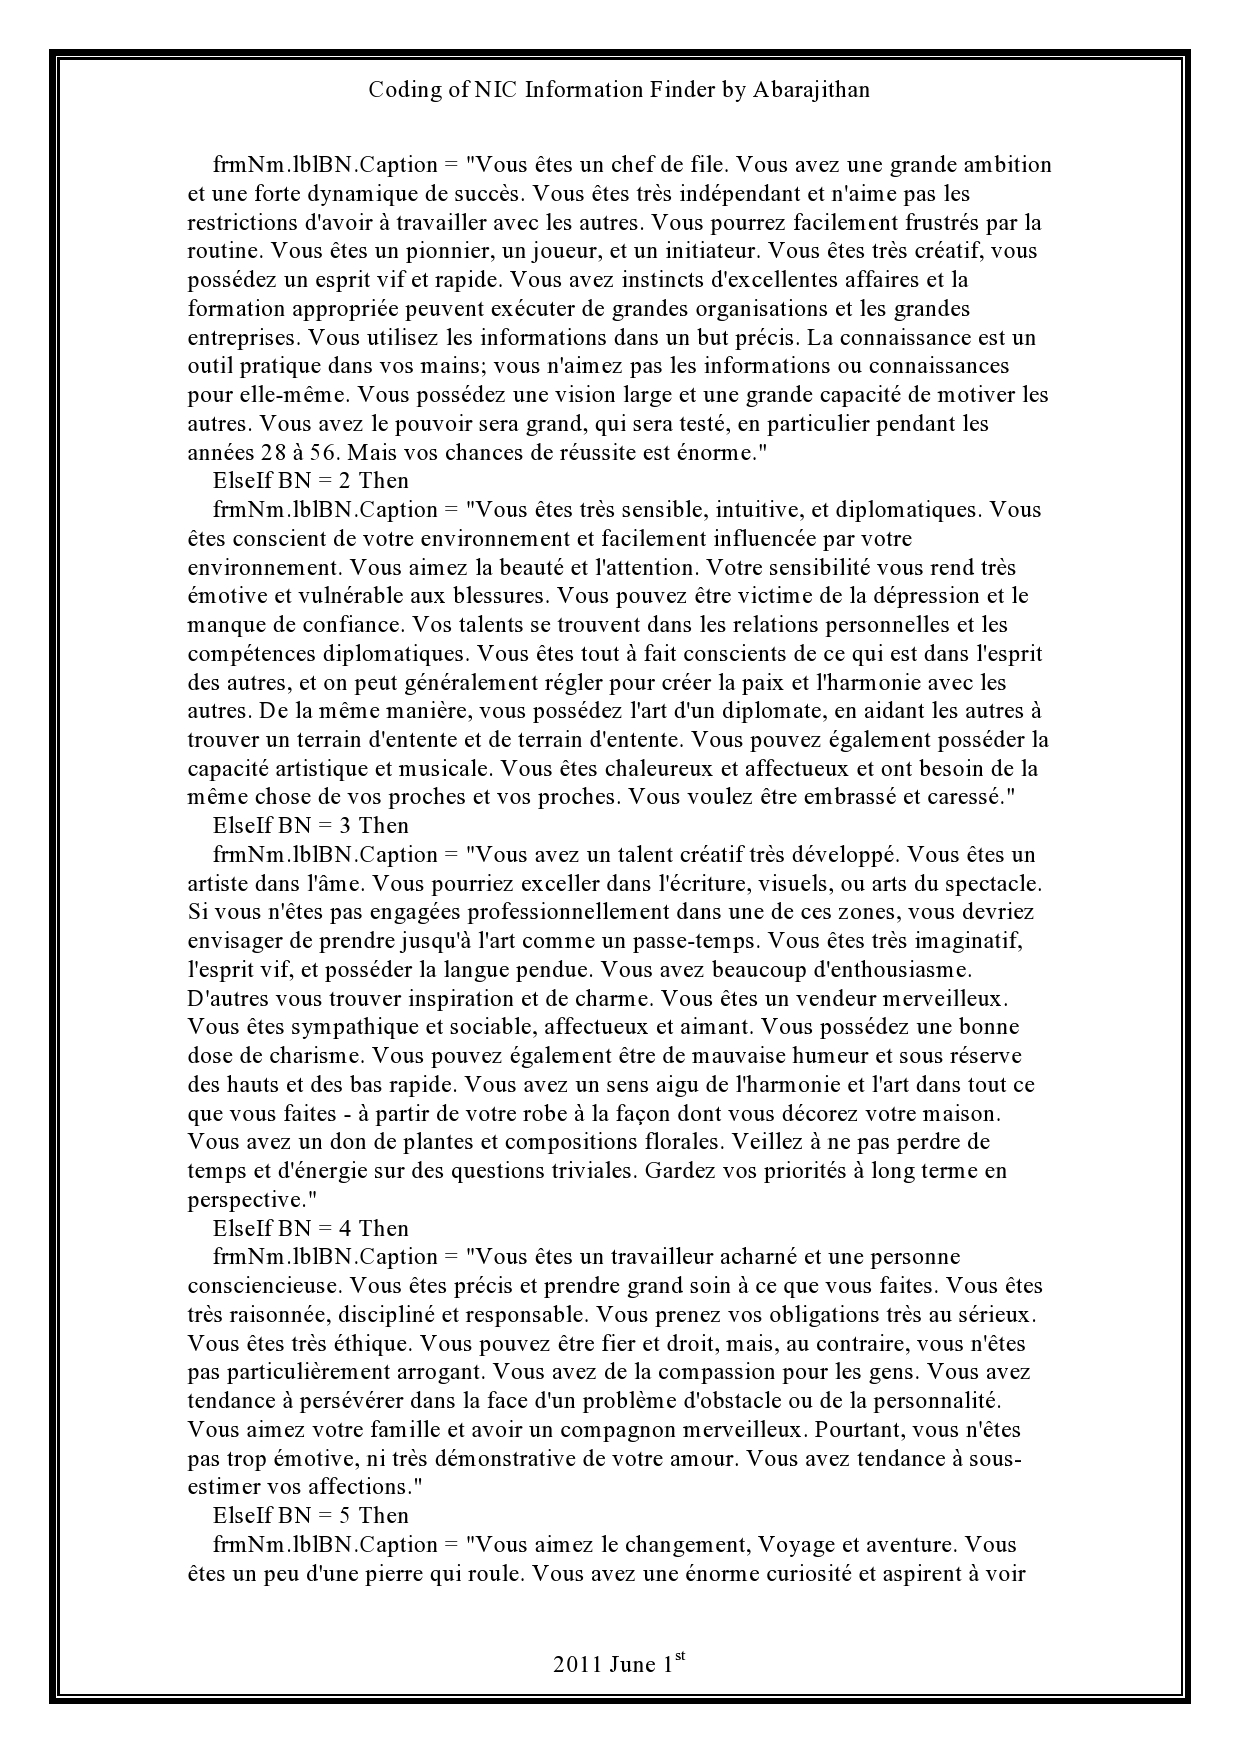 Coding of NIC Information Finder by Abarajithan
frmNm.lblBN.Caption = "Vous êtes un chef de file. Vous avez une grande ambition
et une forte dynamique de succès. Vous êtes très indépendant et n'aime pas les
restrictions d'avoir à travailler avec les autres. Vous pourrez facilement frustrés par la
routine. Vous êtes un pionnier, un joueur, et un initiateur. Vous êtes très créatif, vous
possédez un esprit vif et rapide. Vous avez instincts d'excellentes affaires et la
formation appropriée peuvent exécuter de grandes organisations et les grandes
entreprises. Vous utilisez les informations dans un but précis. La connaissance est un
outil pratique dans vos mains; vous n'aimez pas les informations ou connaissances
pour elle-même. Vous possédez une vision large et une grande capacité de motiver les
autres. Vous avez le pouvoir sera grand, qui sera testé, en particulier pendant les
années 28 à 56. Mais vos chances de réussite est énorme."
ElseIf BN = 2 Then
frmNm.lblBN.Caption = "Vous êtes très sensible, intuitive, et diplomatiques. Vous
êtes conscient de votre environnement et facilement influencée par votre
environnement. Vous aimez la beauté et l'attention. Votre sensibilité vous rend très
émotive et vulnérable aux blessures. Vous pouvez être victime de la dépression et le
manque de confiance. Vos talents se trouvent dans les relations personnelles et les
compétences diplomatiques. Vous êtes tout à fait conscients de ce qui est dans l'esprit
des autres, et on peut généralement régler pour créer la paix et l'harmonie avec les
autres. De la même manière, vous possédez l'art d'un diplomate, en aidant les autres à
trouver un terrain d'entente et de terrain d'entente. Vous pouvez également posséder la
capacité artistique et musicale. Vous êtes chaleureux et affectueux et ont besoin de la
même chose de vos proches et vos proches. Vous voulez être embrassé et caressé."
ElseIf BN = 3 Then
frmNm.lblBN.Caption = "Vous avez un talent créatif très développé. Vous êtes un
artiste dans l'âme. Vous pourriez exceller dans l'écriture, visuels, ou arts du spectacle.
Si vous n'êtes pas engagées professionnellement dans une de ces zones, vous devriez
envisager de prendre jusqu'à l'art comme un passe-temps. Vous êtes très imaginatif,
l'esprit vif, et posséder la langue pendue. Vous avez beaucoup d'enthousiasme.
D'autres vous trouver inspiration et de charme. Vous êtes un vendeur merveilleux.
Vous êtes sympathique et sociable, affectueux et aimant. Vous possédez une bonne
dose de charisme. Vous pouvez également être de mauvaise humeur et sous réserve
des hauts et des bas rapide. Vous avez un sens aigu de l'harmonie et l'art dans tout ce
que vous faites - à partir de votre robe à la façon dont vous décorez votre maison.
Vous avez un don de plantes et compositions florales. Veillez à ne pas perdre de
temps et d'énergie sur des questions triviales. Gardez vos priorités à long terme en
perspective."
ElseIf BN = 4 Then
frmNm.lblBN.Caption = "Vous êtes un travailleur acharné et une personne
consciencieuse. Vous êtes précis et prendre grand soin à ce que vous faites. Vous êtes
très raisonnée, discipliné et responsable. Vous prenez vos obligations très au sérieux.
Vous êtes très éthique. Vous pouvez être fier et droit, mais, au contraire, vous n'êtes
pas particulièrement arrogant. Vous avez de la compassion pour les gens. Vous avez
tendance à persévérer dans la face d'un problème d'obstacle ou de la personnalité.
Vous aimez votre famille et avoir un compagnon merveilleux. Pourtant, vous n'êtes
pas trop émotive, ni très démonstrative de votre amour. Vous avez tendance à sous-
estimer vos affections."
ElseIf BN = 5 Then
frmNm.lblBN.Caption = "Vous aimez le changement, Voyage et aventure. Vous
êtes un peu d'une pierre qui roule. Vous avez une énorme curiosité et aspirent à voir
2011 June 1st